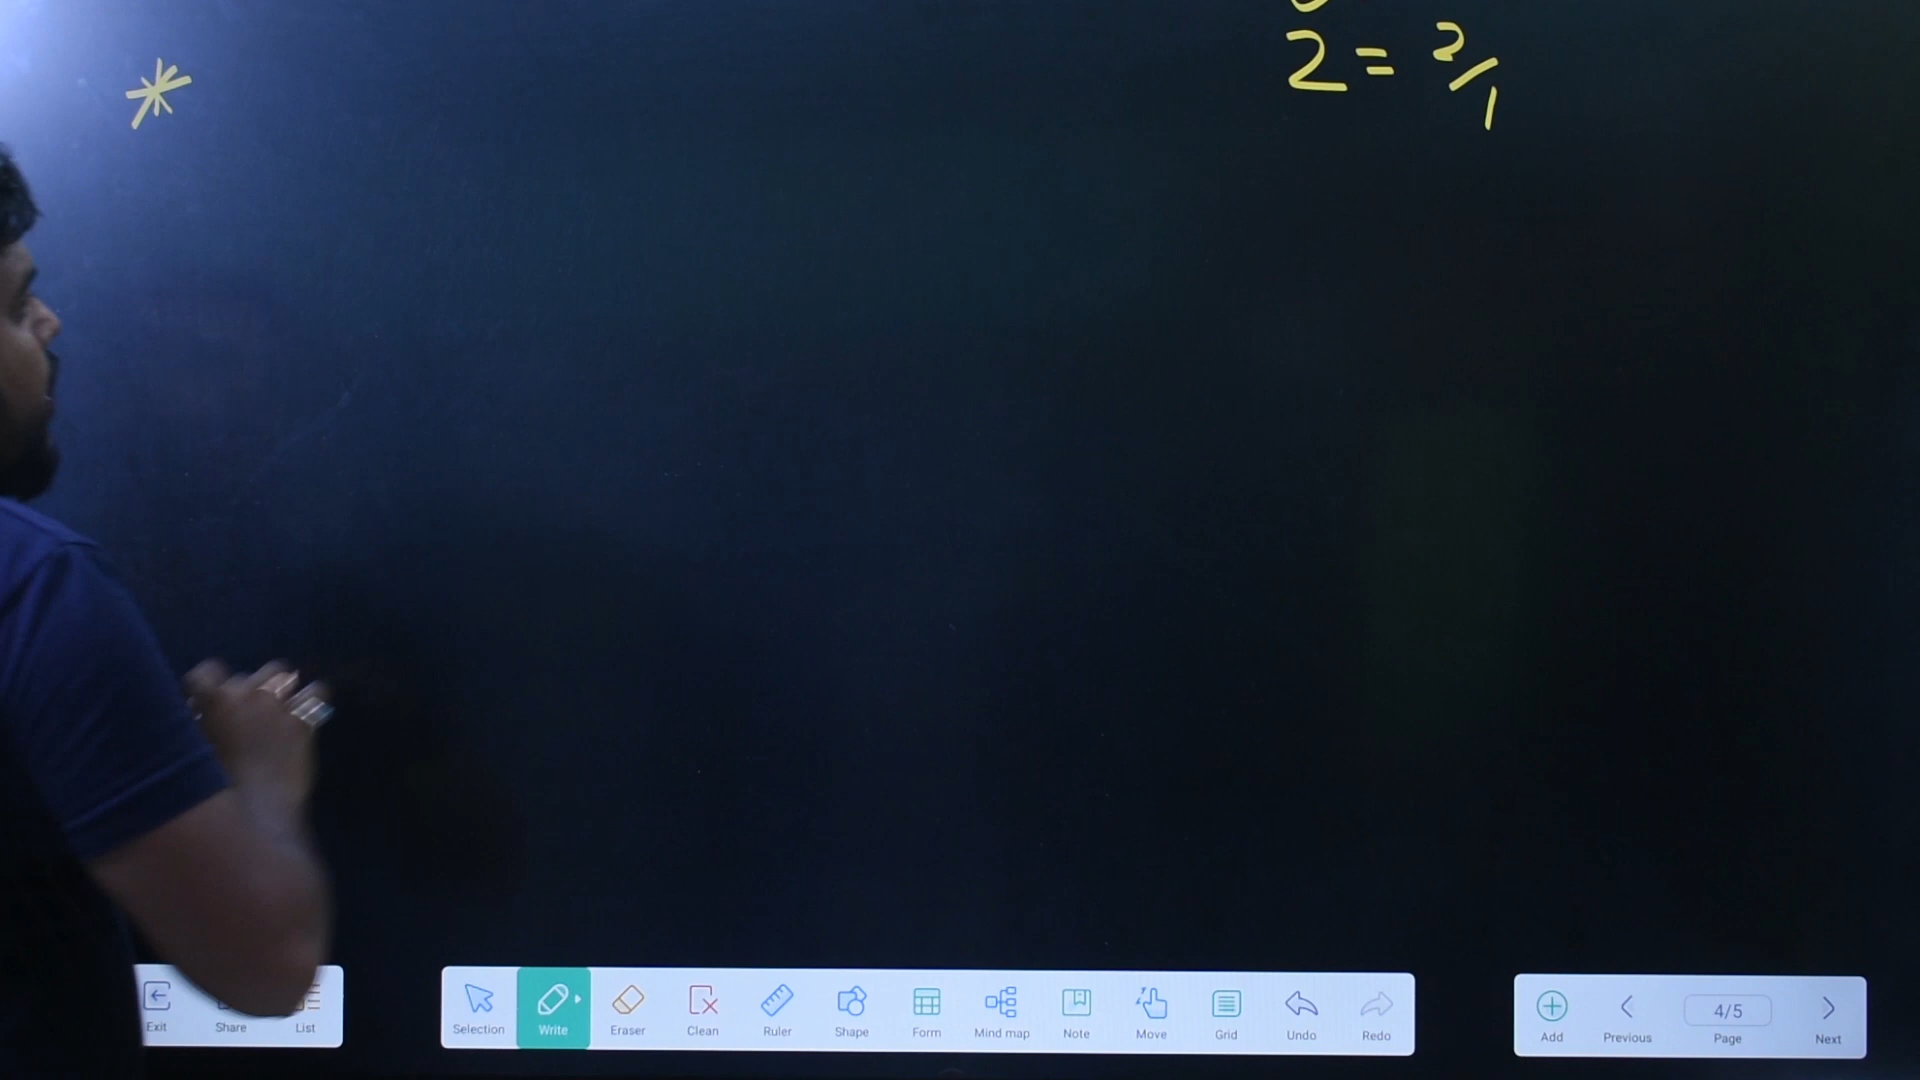 2 = 2/1
*
Exit Share List Selection Write Eraser Clean Ruler Shape Form Mind map Note Move Grid Undo Redo Add Previous 4/5 Page Next